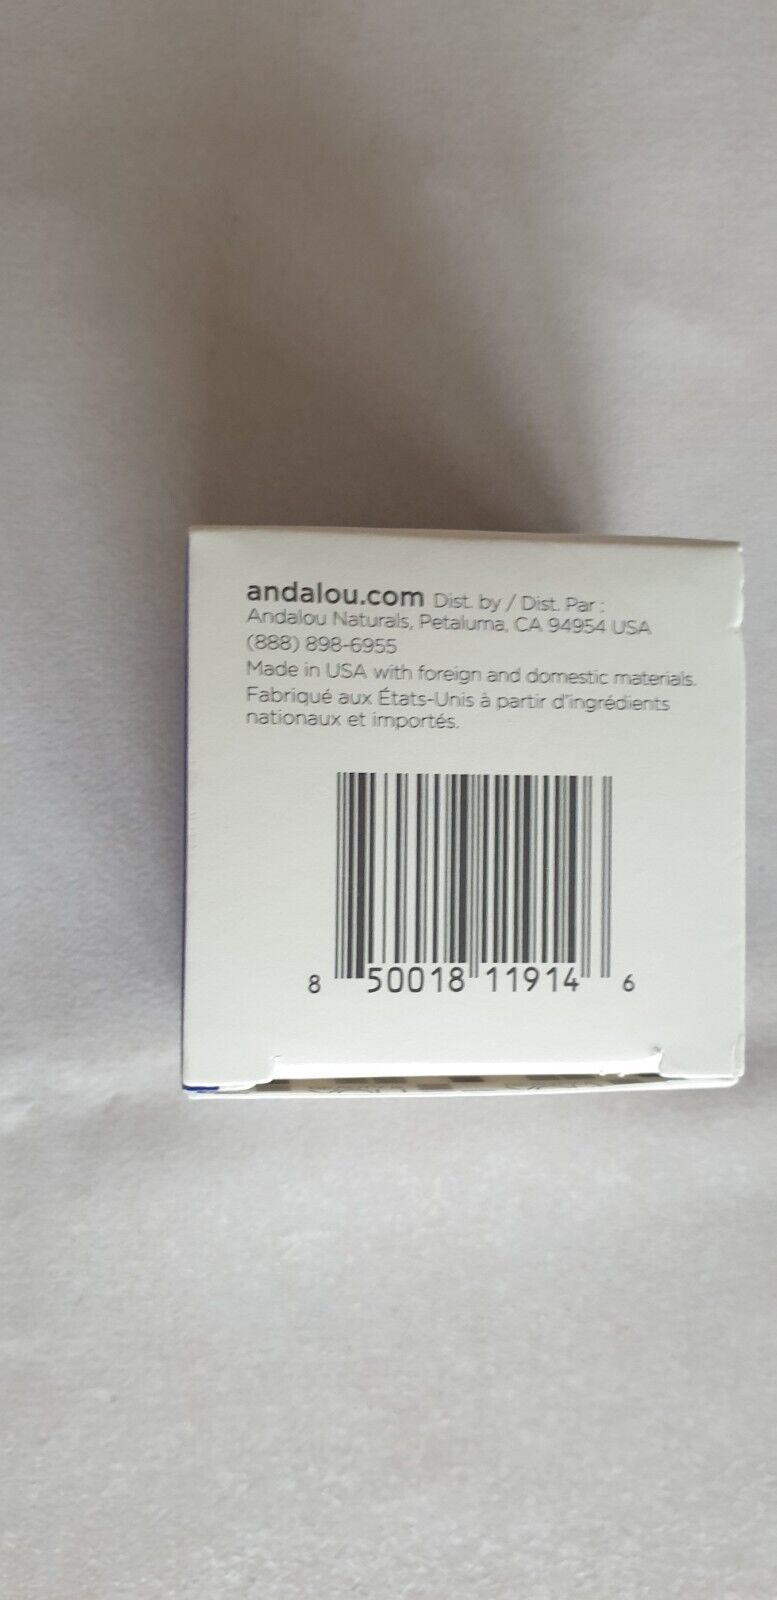 andalou.com Dist. by / Dist. Par :
Andalou Naturals, Petaluma, CA 94954 USA
(888) 898-6955
Made in USA with foreign and domestic materials.
Fabriqué aux États-Unis à partir d'ingrédients
nationaux et importés.
8 50018 11914 6